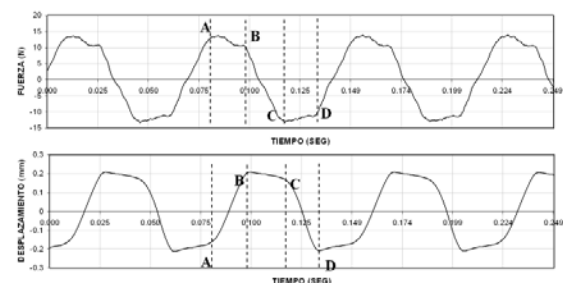 20
15
10
5
0
-5
-10
-15
FUERZA (N)
A
B
C
D
0.000 0.025 0.050 0.075 0.100 0.125 0.149 0.174 0.199 0.224 0.249
TIEMPO (SEG)
0.3
0.2
0.1
0
-0.1
-0.2
-0.3
DESPLAZAMIENTO (mm)
B
C
A
D
0.000 0.025 0.050 0.075 0.100 0.125 0.149 0.174 0.199 0.224 0.249
TIEMPO (SEG)